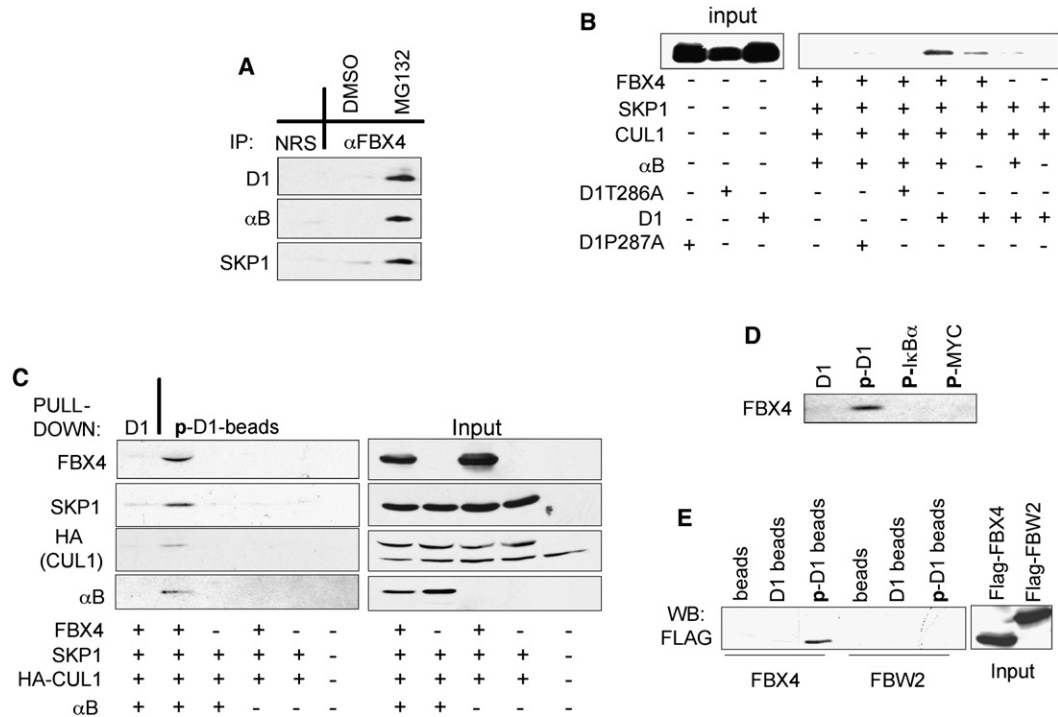 A
DMSO
MG132
IP: NRS αFBX4
D1
αB
SKP1
B
input
FBX4 + + + + + - -
SKP1 + + + + + + +
CUL1 + + + + + + +
αB - - - + + + + - + -
D1T286A - + - - - + - - - -
D1 - - + - - - + + + +
D1P287A + - - - + - - - - -
C
PULL-
DOWN: D1 p-D1-beads Input
FBX4
SKP1
HA
(CUL1)
αB
FBX4 + + - + - - + - + - -
SKP1 + + + + + - + + + + -
HA-CUL1 + + + + + - + + + + -
αB + + + - - - + + - - -
D
D1
p-D1
P-IκBα
P-MYC
FBX4
E
beads
D1 beads
p-D1 beads
beads
D1 beads
p-D1 beads
Flag-FBX4
Flag-FBW2
WB:
FLAG
FBX4 FBW2 Input